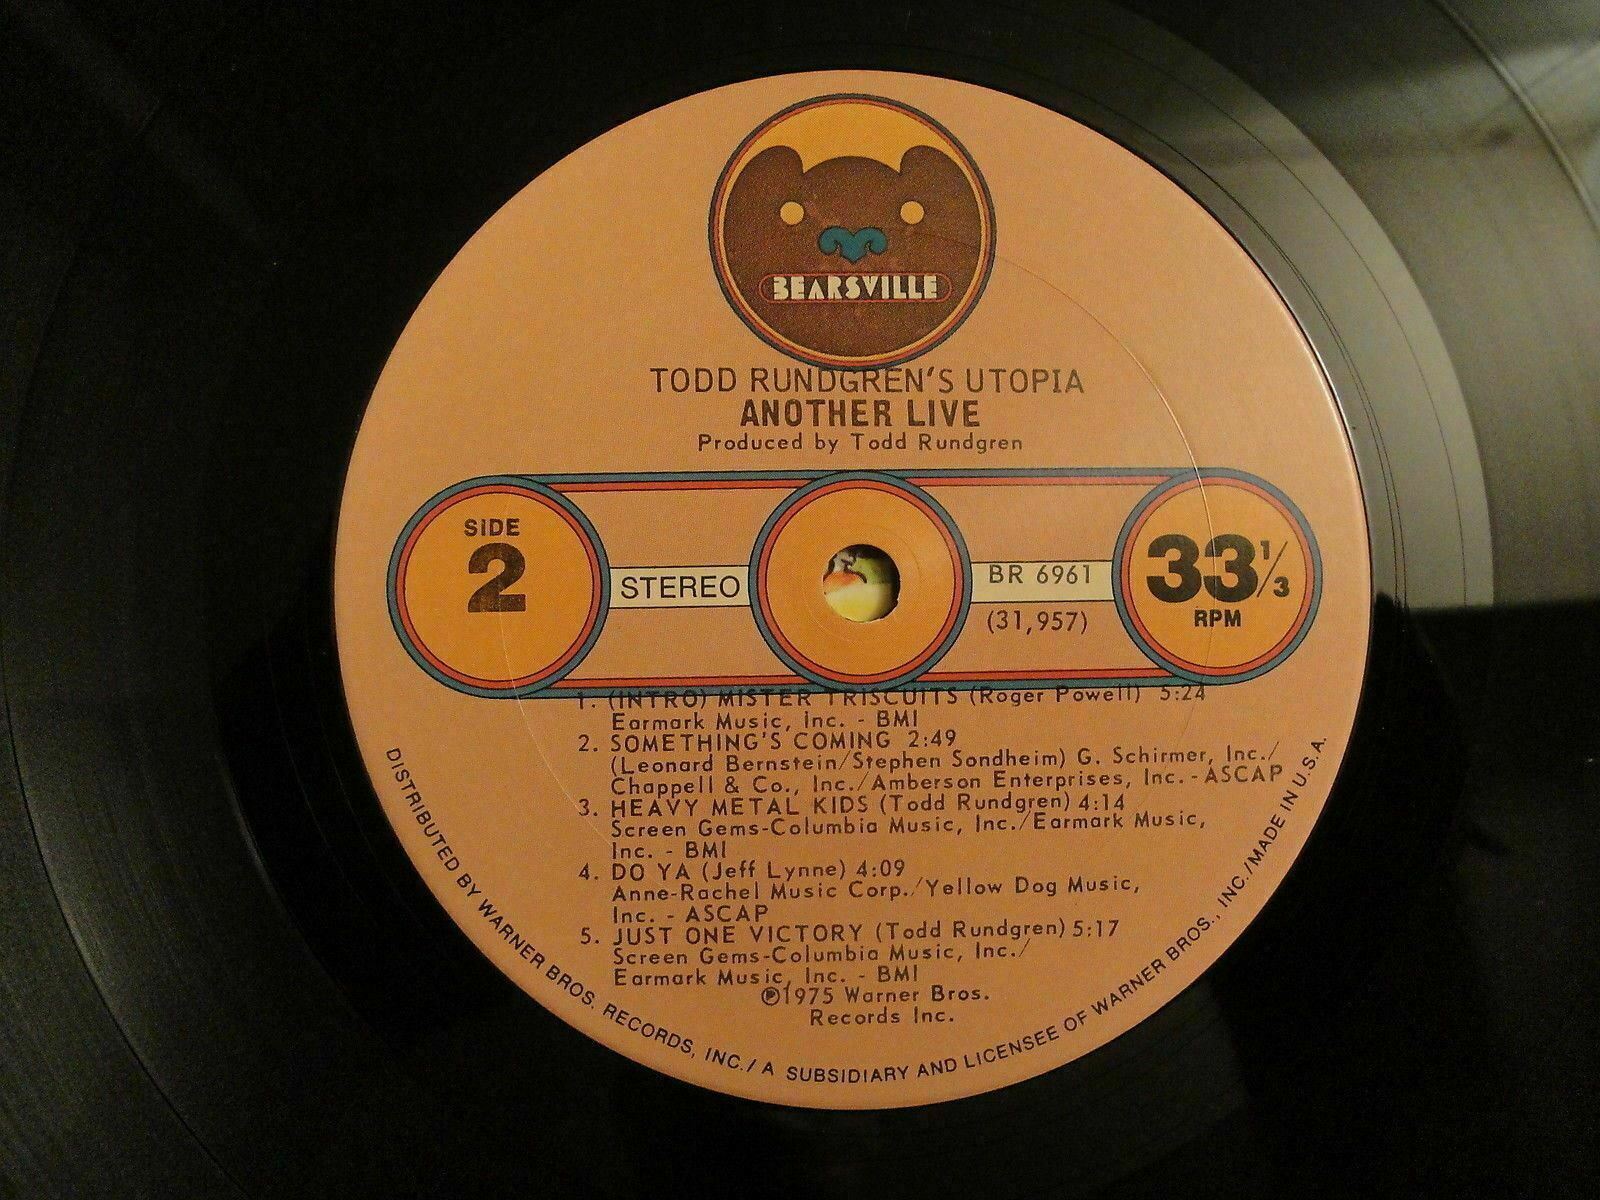 BEARSVILLE
TODD RUNDGREN'S UTOPIA
ANOTHER LIVE
Produced by Todd Rundgren
SIDE
2
STEREO
BR 6961
(31,957)
33 1/3
RPM
1. (INTRO) MISTER TRISCUITS (Roger Powell) 5:24
Earmark Music, Inc. - BMI
2. SOMETHING'S COMING 2:49
(Leonard Bernstein/Stephen Sondheim) G. Schirmer, Inc./
Chappell & Co., Inc./Amberson Enterprises, Inc. - ASCAP
3. HEAVY METAL KIDS (Todd Rundgren) 4:14
Screen Gems-Columbia Music, Inc./Earmark Music,
Inc. - BMI
4. DO YA (Jeff Lynne) 4:09
Anne-Rachel Music Corp./Yellow Dog Music,
Inc. - ASCAP
5. JUST ONE VICTORY (Todd Rundgren) 5:17
Screen Gems-Columbia Music, Inc./
Earmark Music, Inc. - BMI
℗1975 Warner Bros.
Records Inc.
DISTRIBUTED BY WARNER BROS. RECORDS, INC./A SUBSIDIARY AND LICENSEE OF WARNER BROS., INC./MADE IN U.S.A.